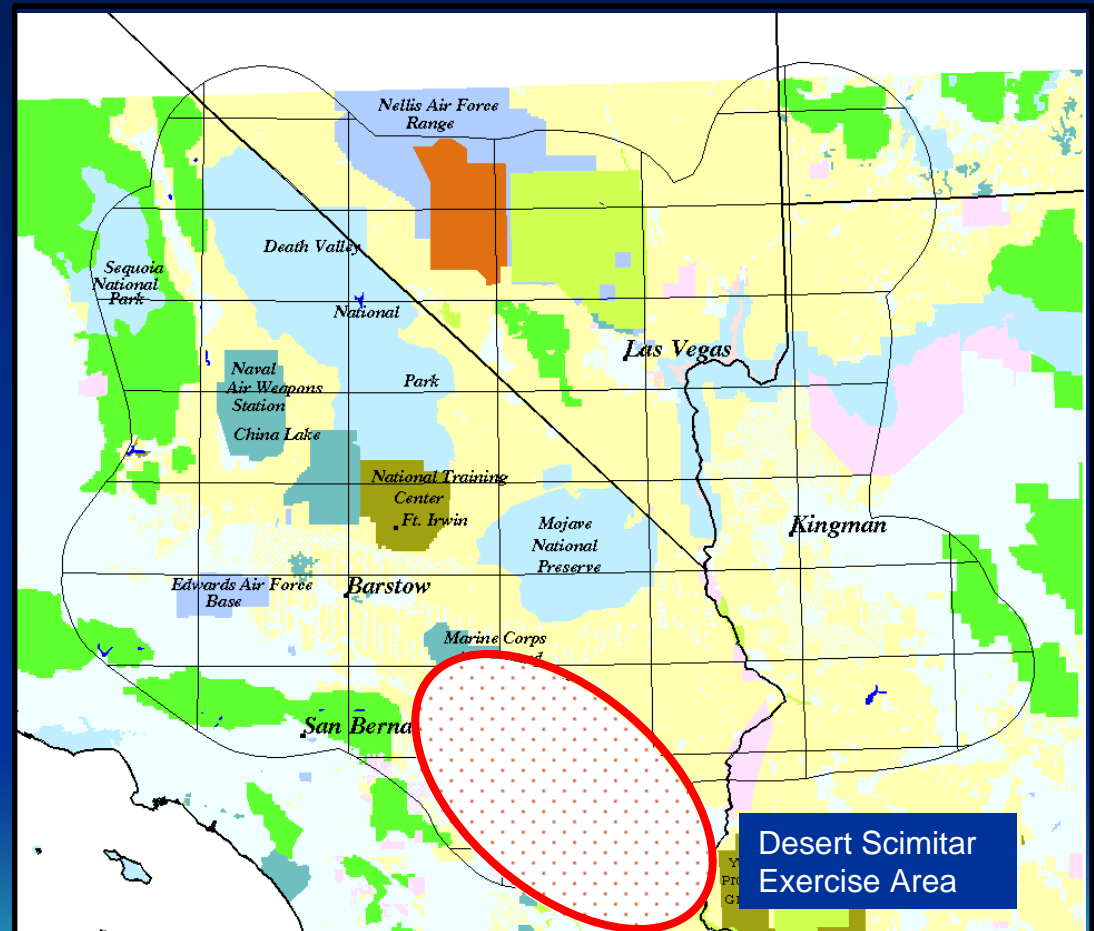 Nellis Air Force
Range
Death Valley
Sequoia
National
Park
National
Las Vegas
Naval
Air Weapons
Station
Park
China Lake
National Training
Center
Ft. Irwin
Mojave
National
Preserve
Kingman
Edwards Air Force
Base
Barstow
Marine Corps
San Berna
Desert Scimitar
Exercise Area